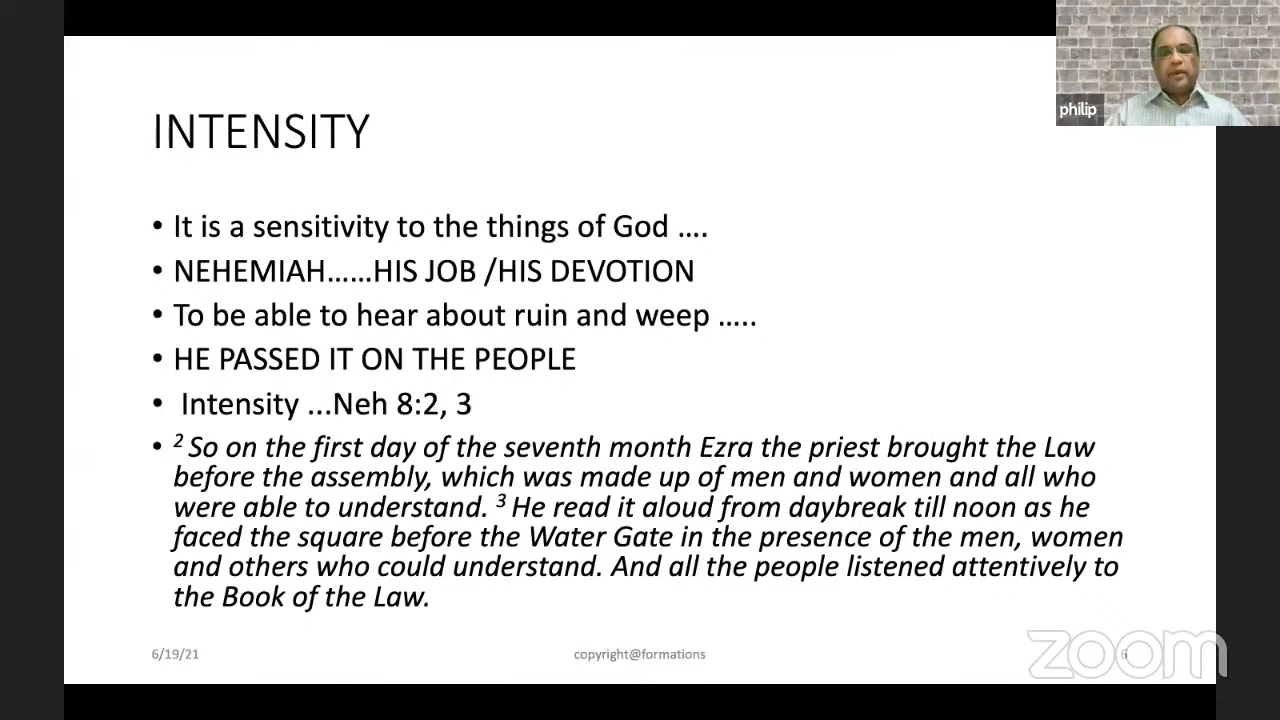 philip
INTENSITY
• It is a sensitivity to the things of God ....
• NEHEMIAH......HIS JOB /HIS DEVOTION
• To be able to hear about ruin and weep .....
• HE PASSED IT ON THE PEOPLE
• Intensity ...Neh 8:2, 3
• 2 So on the first day of the seventh month Ezra the priest brought the Law
before the assembly, which was made up of men and women and all who
were able to understand. 3 He read it aloud from daybreak till noon as he
faced the square before the Water Gate in the presence of the men, women
and others who could understand. And all the people listened attentively to
the Book of the Law.
6/19/21
copyright@formations
6
zoom